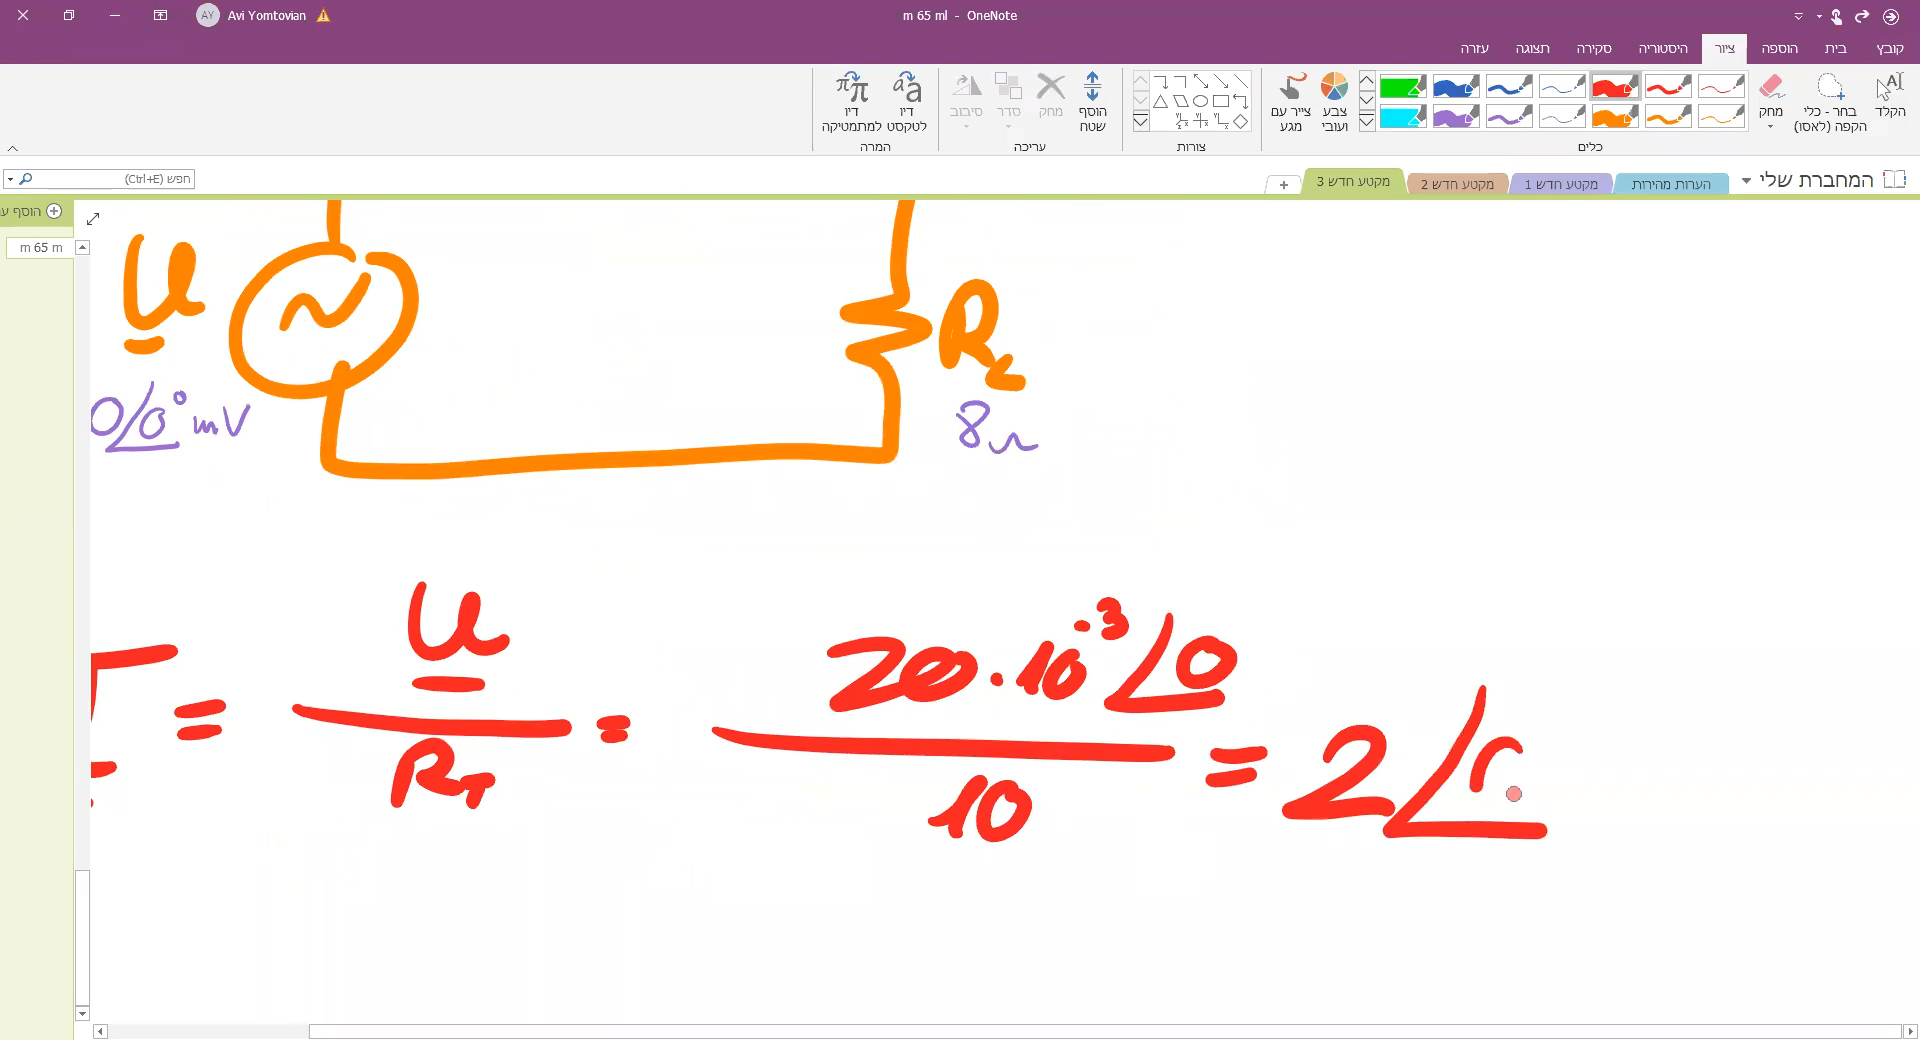 Avi Yomtovian
m 65 ml - OneNote
קובץ בית הוספה ציור היסטוריה סקירה תצוגה עזרה
הקלד
בחר - כלי הקפה (לאסו)
מחק
כלים
צבע ועובי
צייר עם מגע
צורות
הוסף שטח
מחק
סדר
סיבוב
עריכה
דיו לטקסט
דיו למתמטיקה
המרה
המחברת שלי
הערות מהירות
מקטע חדש 1
מקטע חדש 2
מקטע חדש 3
חפש (Ctrl+E)
m 65 m
U
0∠0° mV
R_L
8Ω
= U / R_T = 20·10^-3 ∠0 / 10 = 2∠